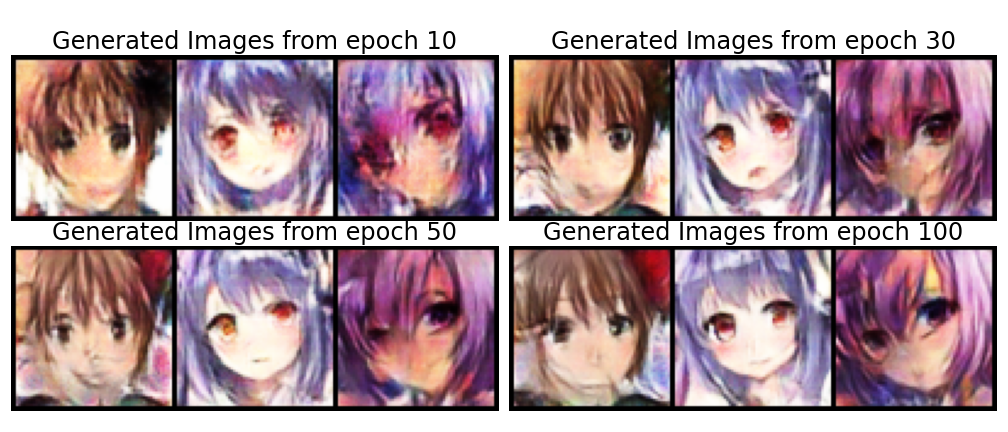 Generated Images from epoch 10
Generated Images from epoch 30
Generated Images from epoch 50
Generated Images from epoch 100